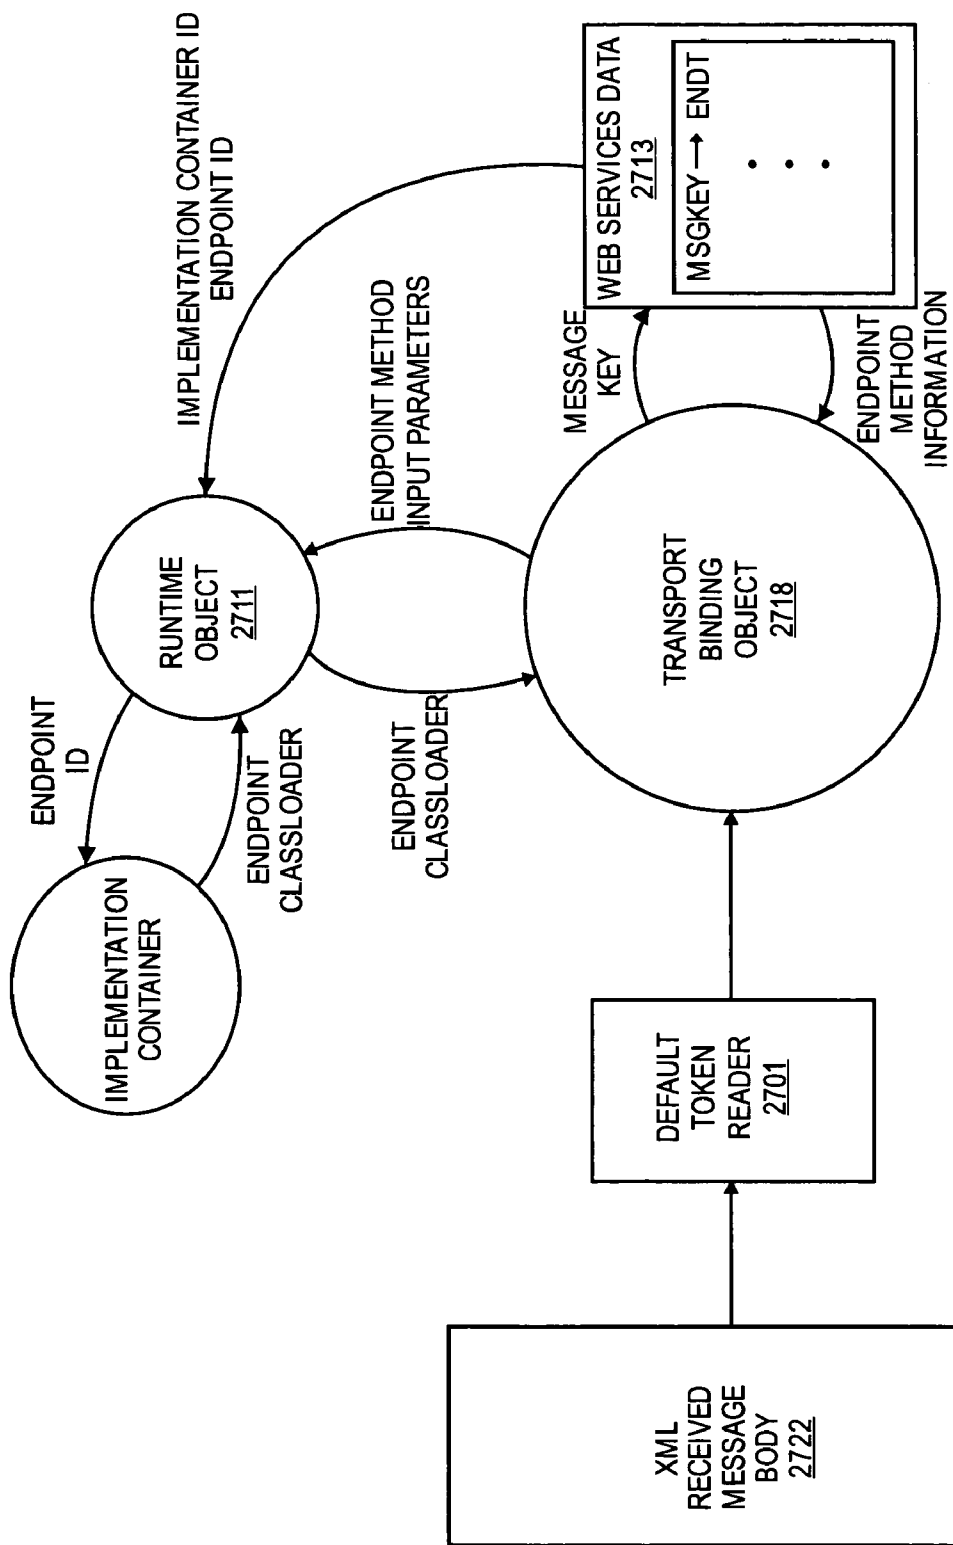 IMPLEMENTATION
CONTAINER
ENDPOINT
ID
ENDPOINT
CLASSLOADER
RUNTIME
OBJECT
2711
IMPLEMENTATION CONTAINER ID
ENDPOINT ID
ENDPOINT
CLASSLOADER
ENDPOINT METHOD
INPUT PARAMETERS
XML
RECEIVED
MESSAGE
BODY
2722
DEFAULT
TOKEN
READER
2701
TRANSPORT
BINDING
OBJECT
2718
MESSAGE
KEY
ENDPOINT
METHOD
INFORMATION
WEB SERVICES DATA
2713
MSGKEY → ENDT
• • •